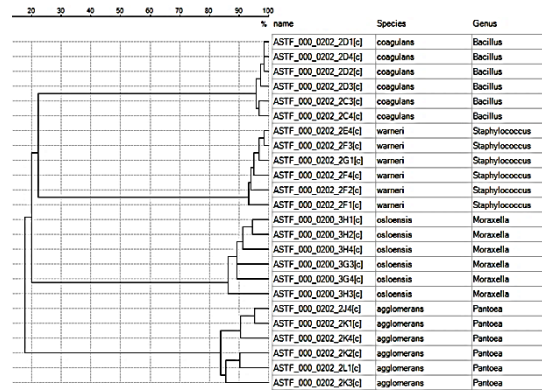 20 30 40 50 60 70 80 90 100
% name Species Genus
ASTF_000_0202_2D1[c] coagulans Bacillus
ASTF_000_0202_2D4[c] coagulans Bacillus
ASTF_000_0202_2D2[c] coagulans Bacillus
ASTF_000_0202_2D3[c] coagulans Bacillus
ASTF_000_0202_2C3[c] coagulans Bacillus
ASTF_000_0202_2C4[c] coagulans Bacillus
ASTF_000_0202_2E4[c] warneri Staphylococcus
ASTF_000_0202_2F3[c] warneri Staphylococcus
ASTF_000_0202_2G1[c] warneri Staphylococcus
ASTF_000_0202_2F4[c] warneri Staphylococcus
ASTF_000_0202_2F2[c] warneri Staphylococcus
ASTF_000_0202_2F1[c] warneri Staphylococcus
ASTF_000_0200_3H1[c] osloensis Moraxella
ASTF_000_0200_3H2[c] osloensis Moraxella
ASTF_000_0200_3H4[c] osloensis Moraxella
ASTF_000_0200_3G3[c] osloensis Moraxella
ASTF_000_0200_3G4[c] osloensis Moraxella
ASTF_000_0200_3H3[c] osloensis Moraxella
ASTF_000_0202_2J4[c] agglomerans Pantoea
ASTF_000_0202_2K1[c] agglomerans Pantoea
ASTF_000_0202_2K4[c] agglomerans Pantoea
ASTF_000_0202_2K2[c] agglomerans Pantoea
ASTF_000_0202_2L1[c] agglomerans Pantoea
ASTF_000_0202_2K3[c] agglomerans Pantoea